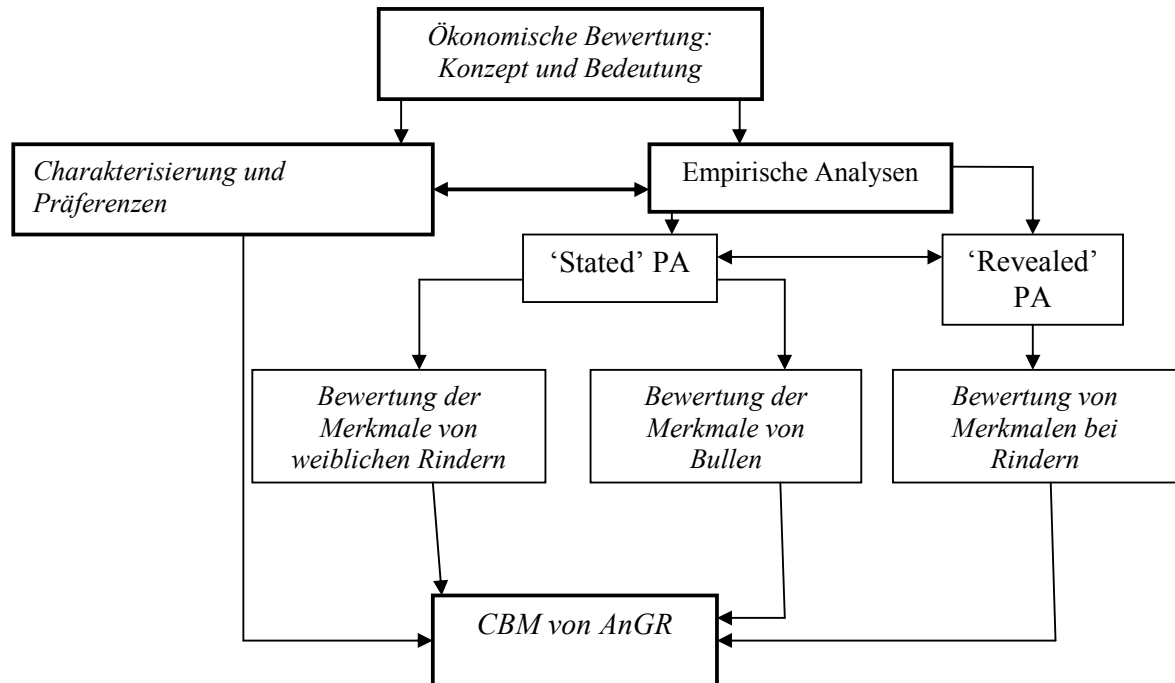 Ökonomische Bewertung:
Konzept und Bedeutung
Charakterisierung und
Präferenzen
Empirische Analysen
‘Stated’ PA
‘Revealed’
PA
Bewertung der
Merkmale von
weiblichen Rindern
Bewertung der
Merkmale von
Bullen
Bewertung von
Merkmalen bei
Rindern
CBM von AnGR